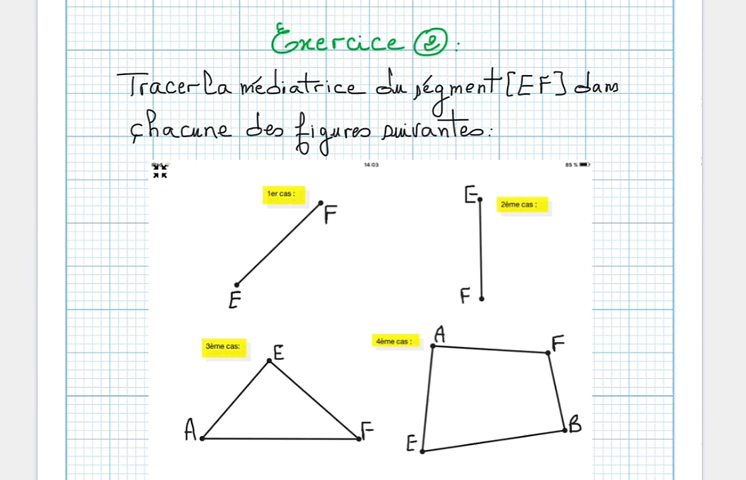 Exercice 2 :
Tracer la médiatrice du ségment [EF] dans
chacune des figures suivantes :
14:03 85 %
1er cas :
F
E
E
2ème cas :
F
3ème cas:
E
A
F
4ème cas :
A
F
E
B